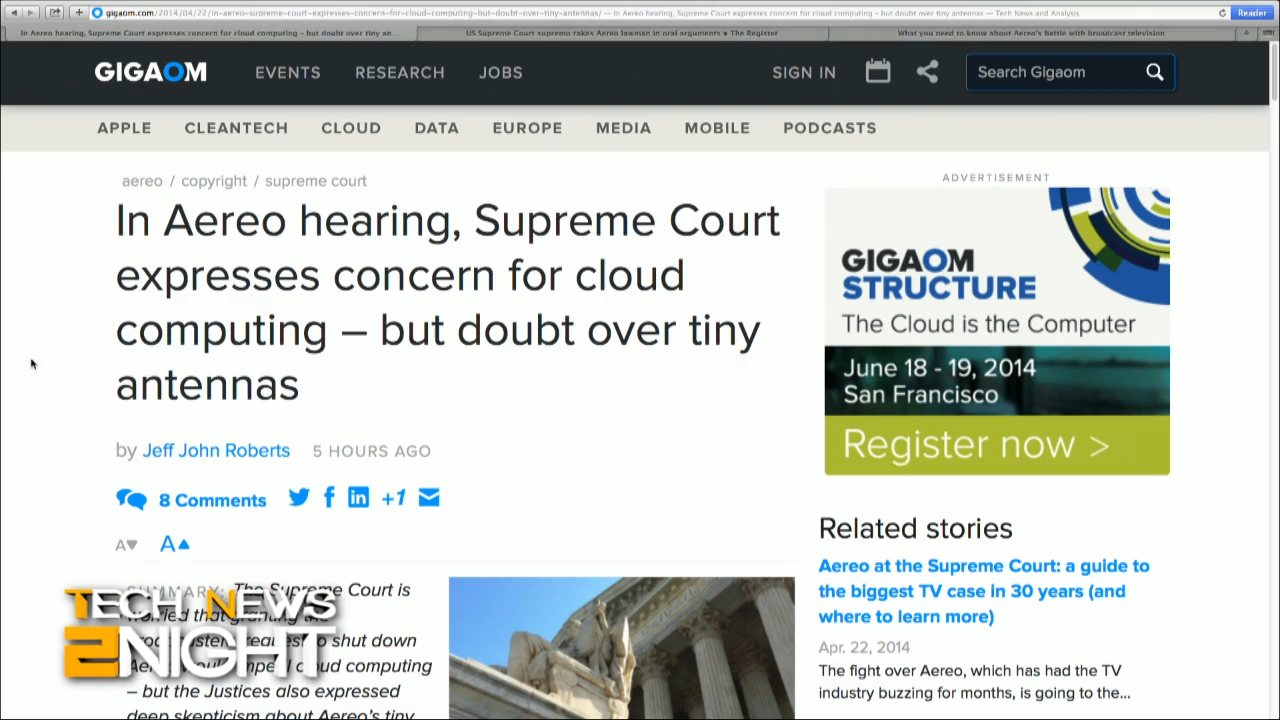 gigaom.com/2014/04/22/in-aereo-supreme-court-expresses-concern-for-cloud-computing-but-doubt-over-tiny-antennas/ — In Aereo hearing, Supreme Court expresses concern for cloud computing – but doubt over tiny antennas — Tech News and Analysis
Reader
In Aereo hearing, Supreme Court expresses concern for cloud computing – but doubt over tiny an...
US Supreme Court supremo rakes Aereo lawman in oral arguments • The Register
What you need to know about Aereo's battle with broadcast television
GIGAOM
EVENTS
RESEARCH
JOBS
SIGN IN
Search Gigaom
APPLE
CLEANTECH
CLOUD
DATA
EUROPE
MEDIA
MOBILE
PODCASTS
aereo / copyright / supreme court
In Aereo hearing, Supreme Court
expresses concern for cloud
computing – but doubt over tiny
antennas
by Jeff John Roberts 5 HOURS AGO
8 Comments
+1
A▼ A▲
SUMMARY: The Supreme Court is
that
request to shut down
cloud computing
– but the Justices also expressed
deep skepticism about Aereo's tiny
TECH NEWS
2NIGHT
ADVERTISEMENT
GIGAOM
STRUCTURE
The Cloud is the Computer
June 18 - 19, 2014
San Francisco
Register now >
Related stories
Aereo at the Supreme Court: a guide to
the biggest TV case in 30 years (and
where to learn more)
Apr. 22, 2014
The fight over Aereo, which has had the TV
industry buzzing for months, is going to the...